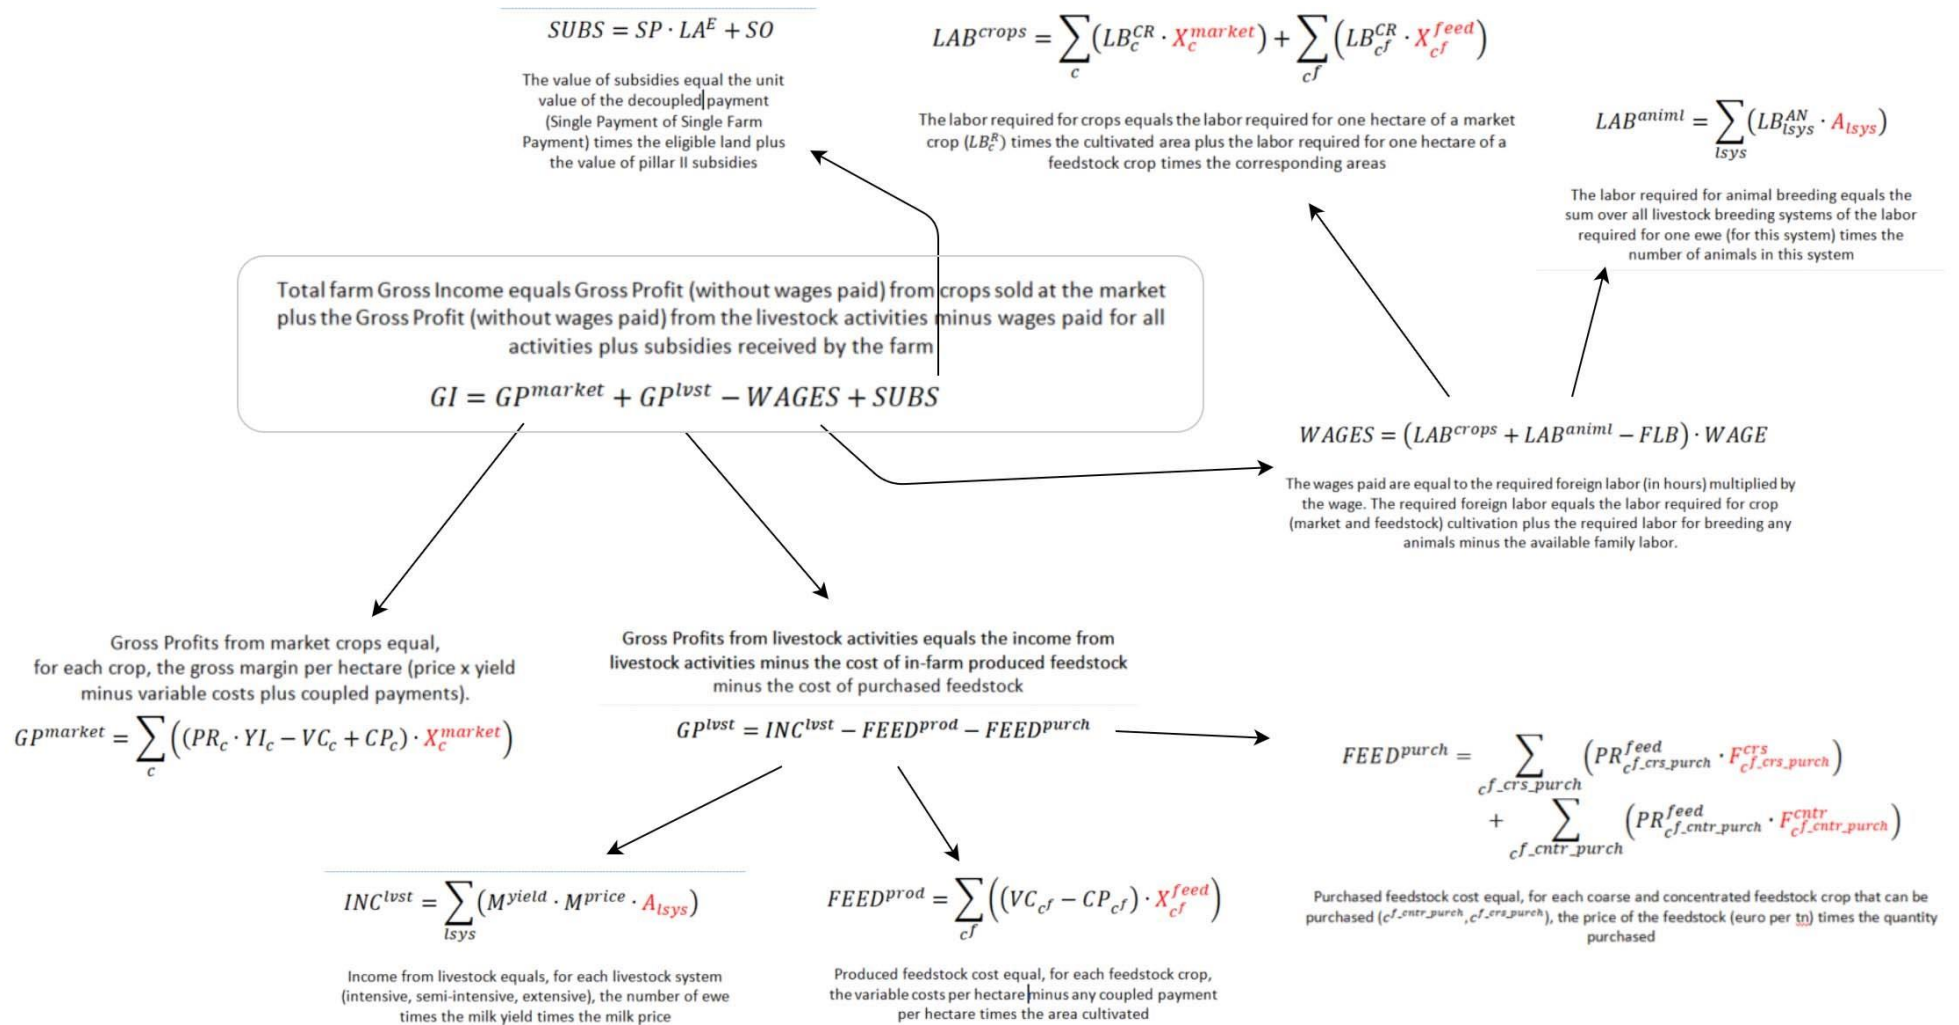 SUBS = SP · LA^E + SO
The value of subsidies equal the unit
value of the decoupled payment
(Single Payment of Single Farm
Payment) times the eligible land plus
the value of pillar II subsidies
LAB^crops = ∑_c (LB_c^CR · X_c^market) + ∑_cf (LB_cf^CR · X_cf^feed)
The labor required for crops equals the labor required for one hectare of a market
crop (LB_c^R) times the cultivated area plus the labor required for one hectare of a
feedstock crop times the corresponding areas
LAB^animl = ∑_lsys (LB_lsys^AN · A_lsys)
The labor required for animal breeding equals the
sum over all livestock breeding systems of the labor
required for one ewe (for this system) times the
number of animals in this system
Total farm Gross Income equals Gross Profit (without wages paid) from crops sold at the market
plus the Gross Profit (without wages paid) from the livestock activities minus wages paid for all
activities plus subsidies received by the farm
GI = GP^market + GP^lvst − WAGES + SUBS
WAGES = (LAB^crops + LAB^animl − FLB) · WAGE
The wages paid are equal to the required foreign labor (in hours) multiplied by
the wage. The required foreign labor equals the labor required for crop
(market and feedstock) cultivation plus the required labor for breeding any
animals minus the available family labor.
Gross Profits from market crops equal,
for each crop, the gross margin per hectare (price x yield
minus variable costs plus coupled payments).
GP^market = ∑_c ((PR_c · YI_c − VC_c + CP_c) · X_c^market)
Gross Profits from livestock activities equals the income from
livestock activities minus the cost of in-farm produced feedstock
minus the cost of purchased feedstock
GP^lvst = INC^lvst − FEED^prod − FEED^purch
FEED^purch = ∑_cf_crs_purch (PR_cf_crs_purch^feed · F_cf_crs_purch^crs)
+ ∑_cf_cntr_purch (PR_cf_cntr_purch^feed · F_cf_cntr_purch^cntr)
Purchased feedstock cost equal, for each coarse and concentrated feedstock crop that can be
purchased (c^f_cntr_purch, c^f_crs_purch), the price of the feedstock (euro per tn) times the quantity
purchased
INC^lvst = ∑_lsys (M^yield · M^price · A_lsys)
Income from livestock equals, for each livestock system
(intensive, semi-intensive, extensive), the number of ewe
times the milk yield times the milk price
FEED^prod = ∑_cf ((VC_cf − CP_cf) · X_cf^feed)
Produced feedstock cost equal, for each feedstock crop,
the variable costs per hectare minus any coupled payment
per hectare times the area cultivated